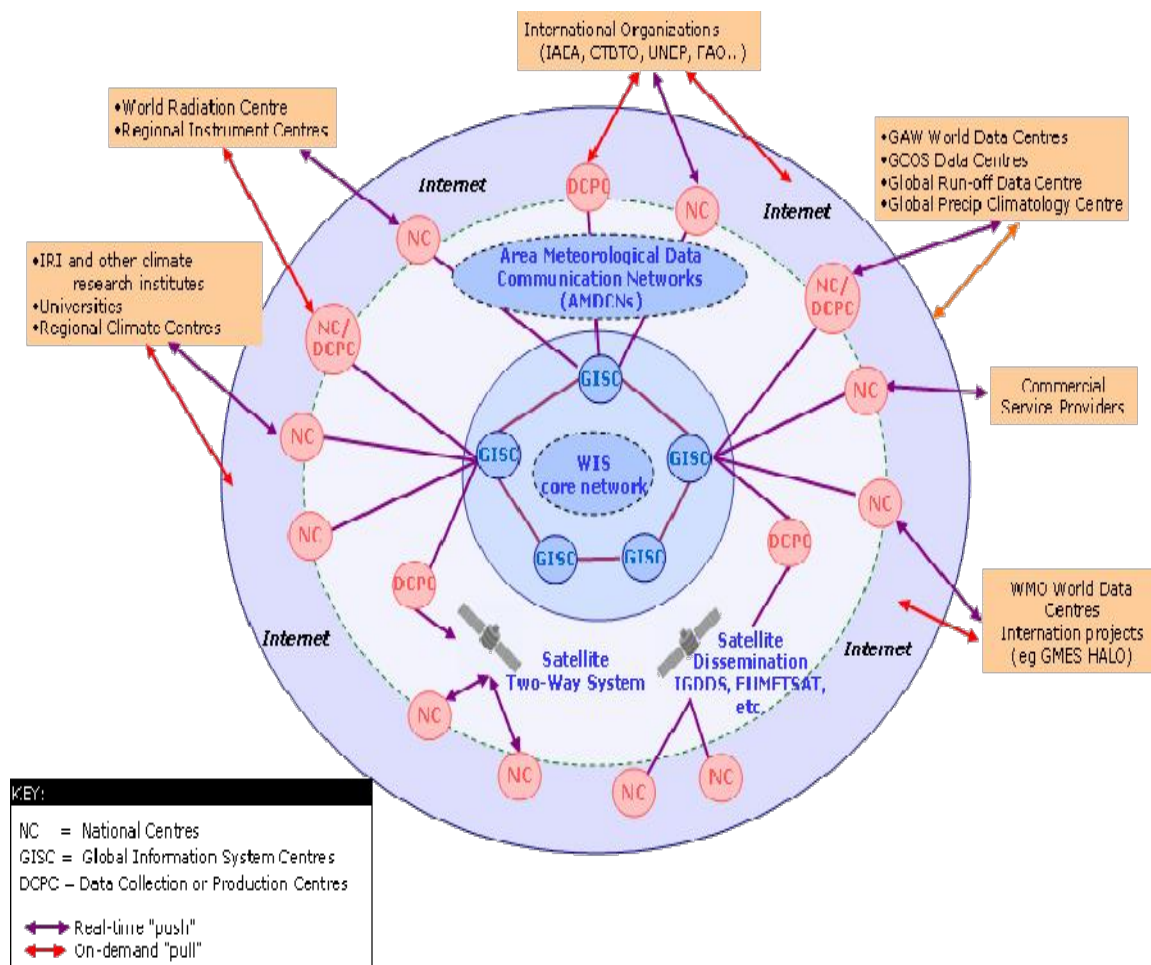 International Organizations
(IAEA, CTBTO, UNEP, FAO..)
•World Radiation Centre
•Regional Instrument Centres
•GAW World Data Centres
•GCOS Data Centres
•Global Run-off Data Centre
•Global Precip Climatology Centre
•IRI and other climate
research institutes
•Universities
•Regional Climate Centres
Internet
Internet
DCPC
NC
NC
Area Meteorological Data
Communication Networks
(AMDCNs)
NC/
DCPC
NC/
DCPC
GISC
NC
Commercial
Service Providers
NC
GISC
GISC
WIS
core network
NC
NC
GISC
GISC
DCPC
DCPC
WMO World Data
Centres
Internation projects
(eg GMES HALO)
Internet
Internet
Satellite
Two-Way System
Satellite
Dissemination
IGDDS, EUMETSAT,
etc.
NC
NC
NC
NC
KEY:
NC = National Centres
GISC = Global Information System Centres
DCPC – Data Collection or Production Centres
Real-time "push"
On-demand "pull"